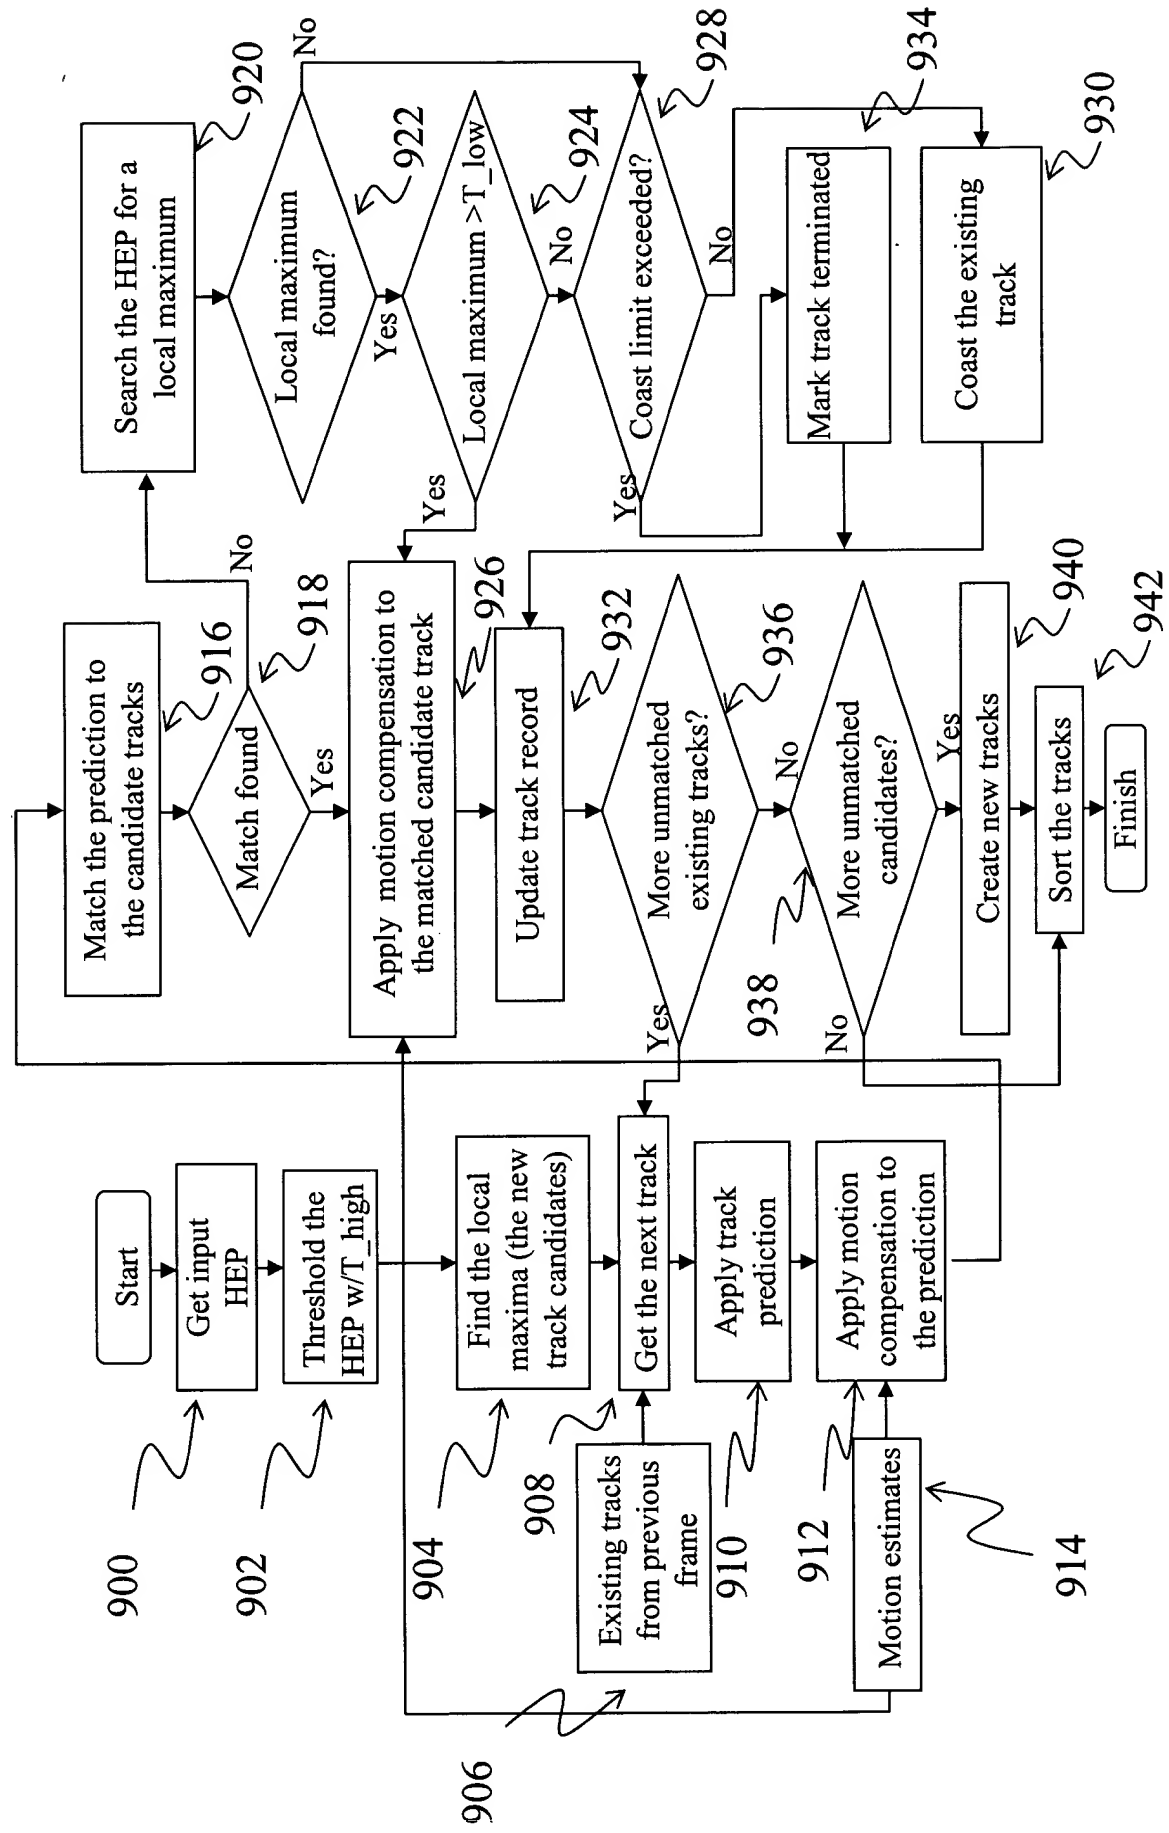 Start
Get input
HEP
900
Threshold the
HEP w/T_high
902
Find the local
maxima (the new
track candidates)
904
Existing tracks
from previous
frame
906
Get the next track
908
Apply track
prediction
910
Apply motion
compensation to
the prediction
912
Motion estimates
914
Match the prediction to
the candidate tracks
916
Match found
918
No
Yes
Apply motion compensation to
the matched candidate track
926
Update track record
932
More unmatched
existing tracks?
936
Yes
No
More unmatched
candidates?
938
No
Yes
Create new tracks
940
Sort the tracks
942
Finish
Search the HEP for a
local maximum
920
Local maximum
found?
922
No
Yes
Local maximum >T_low
924
Yes
No
Coast limit exceeded?
928
Yes
No
Mark track terminated
934
Coast the existing
track
930